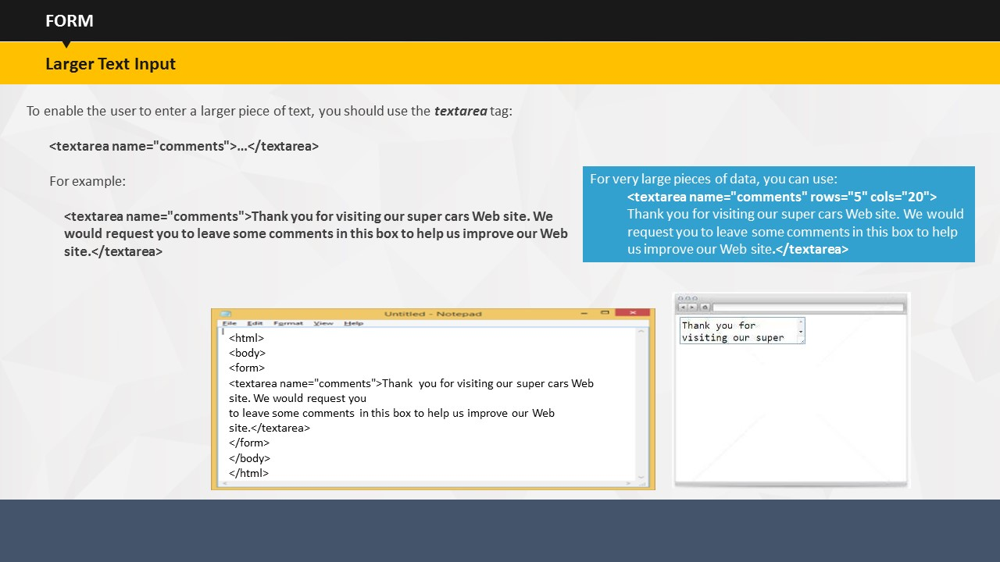 FORM
Larger Text Input
To enable the user to enter a larger piece of text, you should use the textarea tag:
<textarea name="comments">...</textarea>
For example:
<textarea name="comments">Thank you for visiting our super cars Web site. We
would request you to leave some comments in this box to help us improve our Web
site.</textarea>
For very large pieces of data, you can use:
<textarea name="comments" rows="5" cols="20">
Thank you for visiting our super cars Web site. We would
request you to leave some comments in this box to help
us improve our Web site.</textarea>
Untitled - Notepad
File Edit Format View Help
<html>
<body>
<form>
<textarea name="comments">Thank  you for visiting our super cars Web
site. We would request you
to leave some comments in this box to help us improve our Web
site.</textarea>
</form>
</body>
</html>
Thank you for
visiting our super